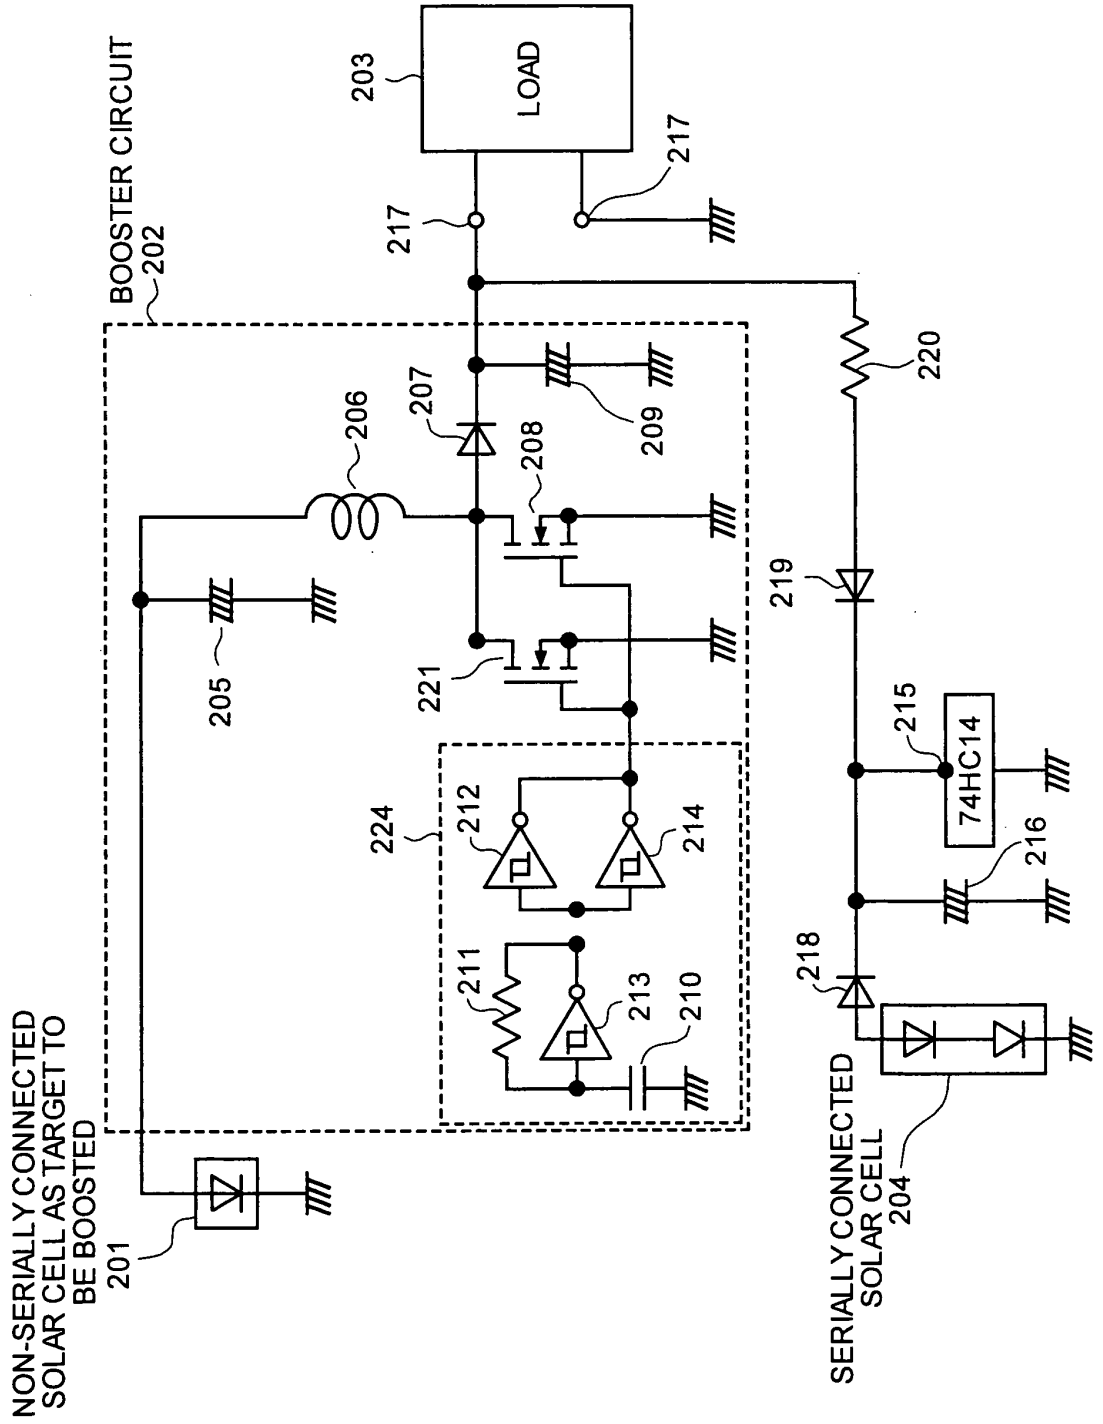 NON-SERIALLY CONNECTED
SOLAR CELL AS TARGET TO
BE BOOSTED
201
BOOSTER CIRCUIT
202
205
206
207
208
209
221
217
203
LOAD
217
224
211
212
213
214
210
SERIALLY CONNECTED
SOLAR CELL
204
218
216
215
74HC14
219
220